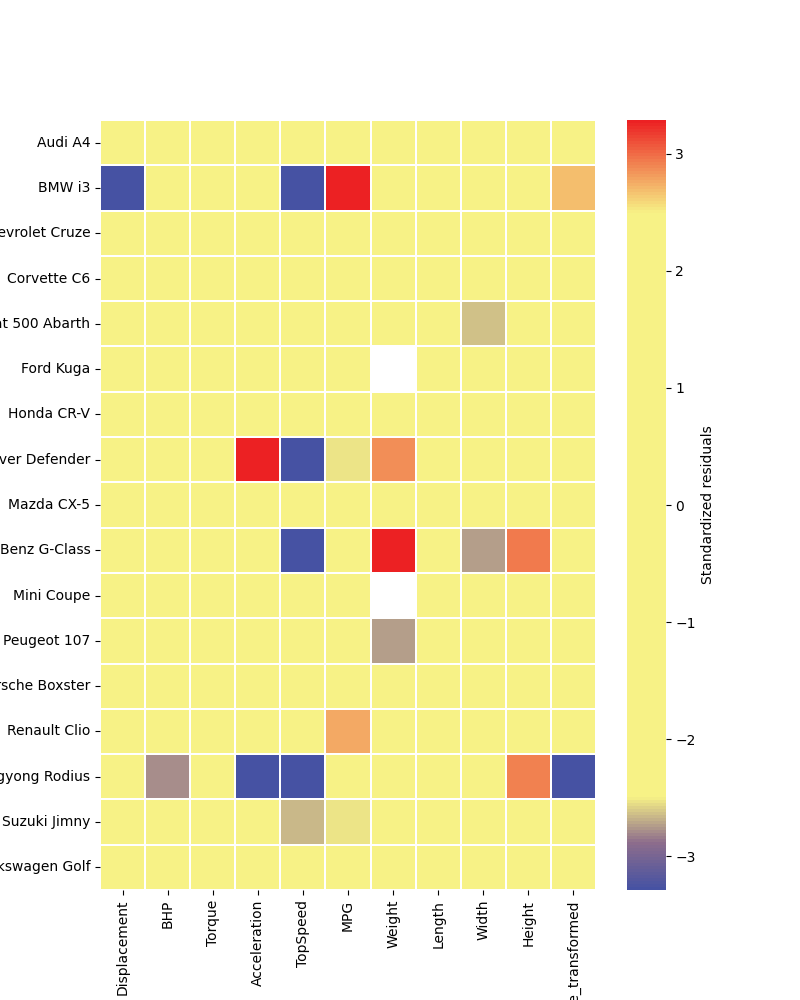 Audi A4
BMW i3
evrolet Cruze
Corvette C6
t 500 Abarth
Ford Kuga
Honda CR-V
ver Defender
Mazda CX-5
Benz G-Class
Mini Coupe
Peugeot 107
rsche Boxster
Renault Clio
gyong Rodius
Suzuki Jimny
kswagen Golf
Displacement
BHP
Torque
Acceleration
TopSpeed
MPG
Weight
Length
Width
Height
e_transformed
3
2
1
0
−1
−2
−3
Standardized residuals